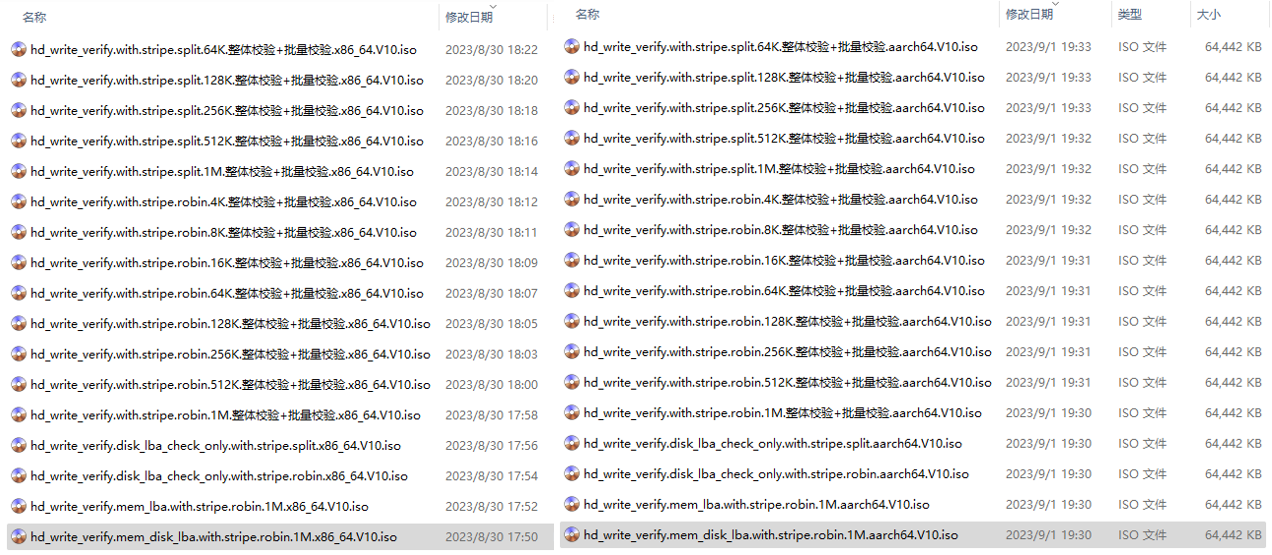 名称 修改日期
hd_write_verify.with.stripe.split.64K.整体校验+批量校验.x86_64.V10.iso 2023/8/30 18:22
hd_write_verify.with.stripe.split.128K.整体校验+批量校验.x86_64.V10.iso 2023/8/30 18:20
hd_write_verify.with.stripe.split.256K.整体校验+批量校验.x86_64.V10.iso 2023/8/30 18:18
hd_write_verify.with.stripe.split.512K.整体校验+批量校验.x86_64.V10.iso 2023/8/30 18:16
hd_write_verify.with.stripe.split.1M.整体校验+批量校验.x86_64.V10.iso 2023/8/30 18:14
hd_write_verify.with.stripe.robin.4K.整体校验+批量校验.x86_64.V10.iso 2023/8/30 18:12
hd_write_verify.with.stripe.robin.8K.整体校验+批量校验.x86_64.V10.iso 2023/8/30 18:11
hd_write_verify.with.stripe.robin.16K.整体校验+批量校验.x86_64.V10.iso 2023/8/30 18:09
hd_write_verify.with.stripe.robin.64K.整体校验+批量校验.x86_64.V10.iso 2023/8/30 18:07
hd_write_verify.with.stripe.robin.128K.整体校验+批量校验.x86_64.V10.iso 2023/8/30 18:05
hd_write_verify.with.stripe.robin.256K.整体校验+批量校验.x86_64.V10.iso 2023/8/30 18:03
hd_write_verify.with.stripe.robin.512K.整体校验+批量校验.x86_64.V10.iso 2023/8/30 18:00
hd_write_verify.with.stripe.robin.1M.整体校验+批量校验.x86_64.V10.iso 2023/8/30 17:58
hd_write_verify.disk_lba_check_only.with.stripe.split.x86_64.V10.iso 2023/8/30 17:56
hd_write_verify.disk_lba_check_only.with.stripe.robin.x86_64.V10.iso 2023/8/30 17:54
hd_write_verify.mem_lba.with.stripe.robin.1M.x86_64.V10.iso 2023/8/30 17:52
hd_write_verify.mem_disk_lba.with.stripe.robin.1M.x86_64.V10.iso 2023/8/30 17:50
名称 修改日期 类型 大小
hd_write_verify.with.stripe.split.64K.整体校验+批量校验.aarch64.V10.iso 2023/9/1 19:33 ISO 文件 64,442 KB
hd_write_verify.with.stripe.split.128K.整体校验+批量校验.aarch64.V10.iso 2023/9/1 19:33 ISO 文件 64,442 KB
hd_write_verify.with.stripe.split.256K.整体校验+批量校验.aarch64.V10.iso 2023/9/1 19:33 ISO 文件 64,442 KB
hd_write_verify.with.stripe.split.512K.整体校验+批量校验.aarch64.V10.iso 2023/9/1 19:32 ISO 文件 64,442 KB
hd_write_verify.with.stripe.split.1M.整体校验+批量校验.aarch64.V10.iso 2023/9/1 19:32 ISO 文件 64,442 KB
hd_write_verify.with.stripe.robin.4K.整体校验+批量校验.aarch64.V10.iso 2023/9/1 19:32 ISO 文件 64,442 KB
hd_write_verify.with.stripe.robin.8K.整体校验+批量校验.aarch64.V10.iso 2023/9/1 19:32 ISO 文件 64,442 KB
hd_write_verify.with.stripe.robin.16K.整体校验+批量校验.aarch64.V10.iso 2023/9/1 19:31 ISO 文件 64,442 KB
hd_write_verify.with.stripe.robin.64K.整体校验+批量校验.aarch64.V10.iso 2023/9/1 19:31 ISO 文件 64,442 KB
hd_write_verify.with.stripe.robin.128K.整体校验+批量校验.aarch64.V10.iso 2023/9/1 19:31 ISO 文件 64,442 KB
hd_write_verify.with.stripe.robin.256K.整体校验+批量校验.aarch64.V10.iso 2023/9/1 19:31 ISO 文件 64,442 KB
hd_write_verify.with.stripe.robin.512K.整体校验+批量校验.aarch64.V10.iso 2023/9/1 19:31 ISO 文件 64,442 KB
hd_write_verify.with.stripe.robin.1M.整体校验+批量校验.aarch64.V10.iso 2023/9/1 19:30 ISO 文件 64,442 KB
hd_write_verify.disk_lba_check_only.with.stripe.split.aarch64.V10.iso 2023/9/1 19:30 ISO 文件 64,442 KB
hd_write_verify.disk_lba_check_only.with.stripe.robin.aarch64.V10.iso 2023/9/1 19:30 ISO 文件 64,442 KB
hd_write_verify.mem_lba.with.stripe.robin.1M.aarch64.V10.iso 2023/9/1 19:30 ISO 文件 64,442 KB
hd_write_verify.mem_disk_lba.with.stripe.robin.1M.aarch64.V10.iso 2023/9/1 19:30 ISO 文件 64,442 KB